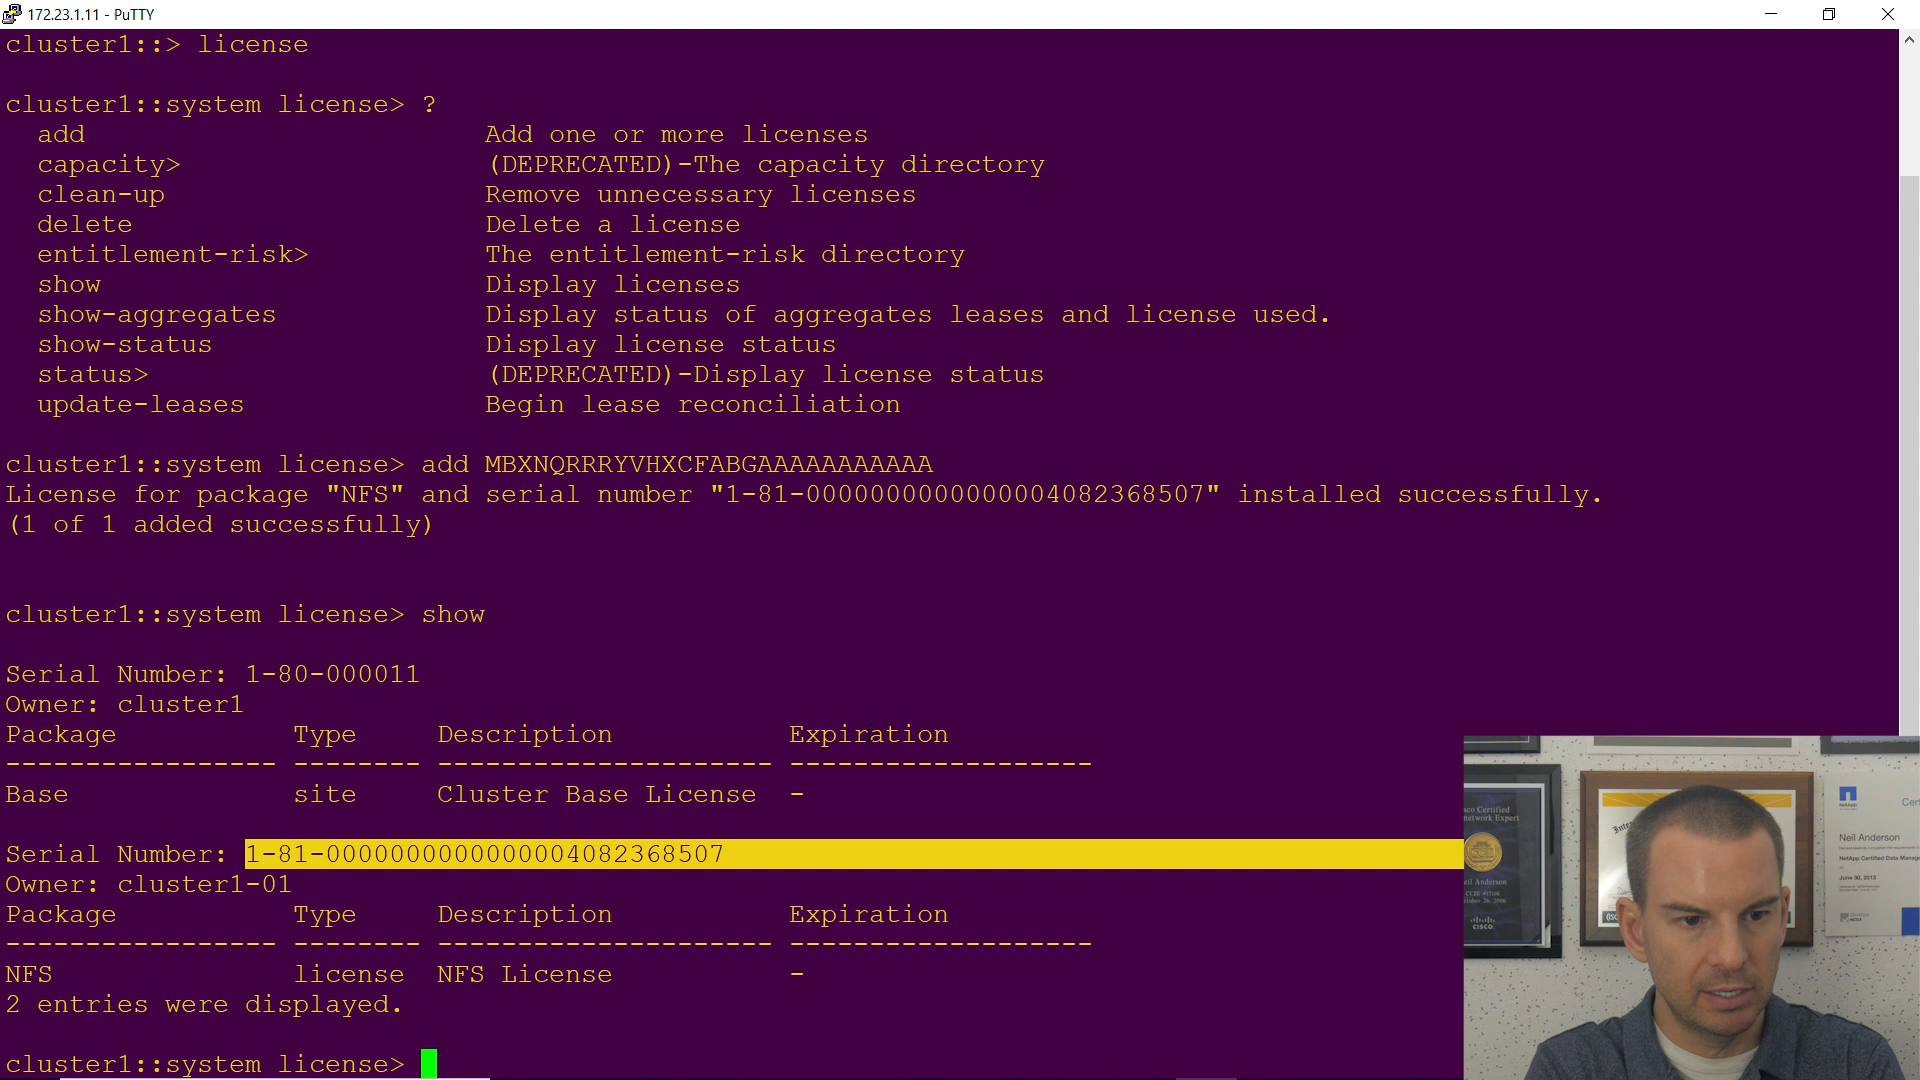 172.23.1.11 - PuTTY
cluster1::> license
cluster1::system license> ?
add Add one or more licenses
capacity> (DEPRECATED)-The capacity directory
clean-up Remove unnecessary licenses
delete Delete a license
entitlement-risk> The entitlement-risk directory
show Display licenses
show-aggregates Display status of aggregates leases and license used.
show-status Display license status
status> (DEPRECATED)-Display license status
update-leases Begin lease reconciliation
cluster1::system license> add MBXNQRRRYVHXCFABGAAAAAAAAAAA
License for package "NFS" and serial number "1-81-0000000000000004082368507" installed successfully.
(1 of 1 added successfully)
cluster1::system license> show
Serial Number: 1-80-000011
Owner: cluster1
Package Type Description Expiration
----------------- -------- --------------------- -------------------
Base site Cluster Base License -
Serial Number: 1-81-0000000000000004082368507
Owner: cluster1-01
Package Type Description Expiration
----------------- -------- --------------------- -------------------
NFS license NFS License -
2 entries were displayed.
cluster1::system license>
NetApp
Neil Anderson
June 30, 2013
CISCO